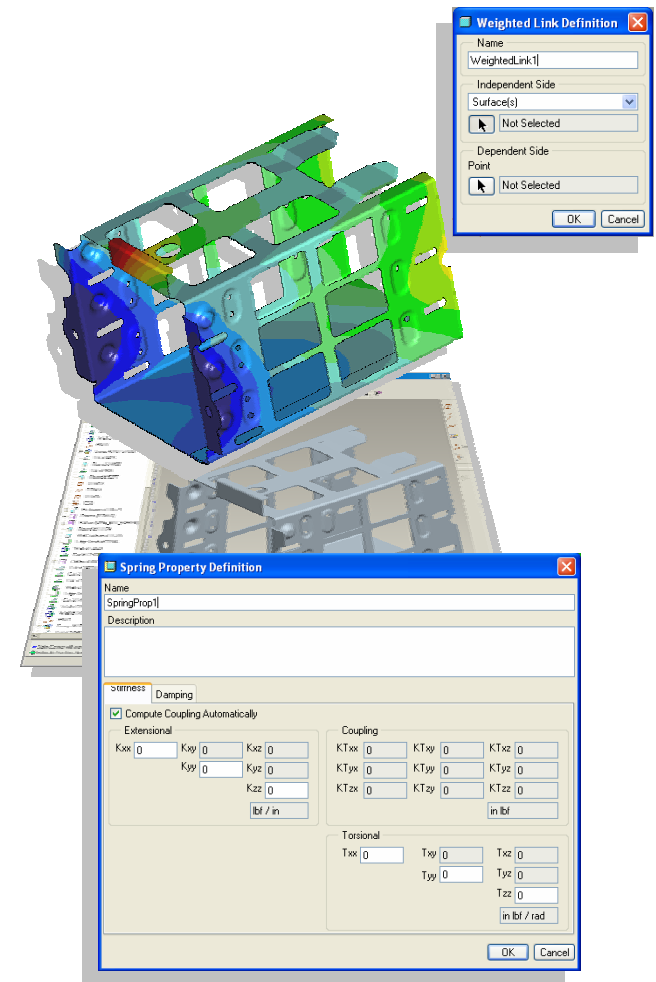 Weighted Link Definition
Name
WeightedLink1
Independent Side
Surface(s)
Not Selected
Dependent Side
Point
Not Selected
OK Cancel
Spring Property Definition
Name
SpringProp1
Description
Stiffness Damping
Compute Coupling Automatically
Extensional
Kxx 0 Kxy 0 Kxz 0
Kyy 0 Kyz 0
Kzz 0
lbf / in
Coupling
KTxx 0 KTxy 0 KTxz 0
KTyx 0 KTyy 0 KTyz 0
KTzx 0 KTzy 0 KTzz 0
in lbf
Torsional
Txx 0 Txy 0 Txz 0
Tyy 0 Tyz 0
Tzz 0
in lbf / rad
OK Cancel